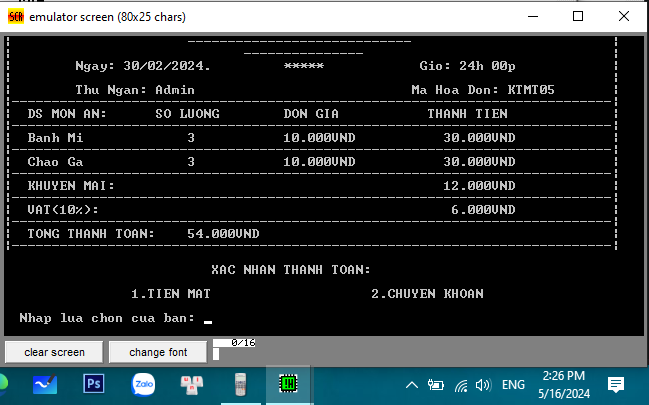 emulator screen (80x25 chars)
Ngay: 30/02/2024. ***** Gio: 24h 00p
Thu Ngan: Admin Ma Hoa Don: KTMT05
DS MON AN: SO LUONG DON GIA THANH TIEN
Banh Mi 3 10.000VND 30.000VND
Chao Ga 3 10.000VND 30.000VND
KHUYEN MAI: 12.000VND
VAT(10%): 6.000VND
TONG THANH TOAN: 54.000VND
XAC NHAN THANH TOAN:
1.TIEN MAT 2.CHUYEN KHOAN
Nhap lua chon cua ban: _
clear screen change font 0/16
Ps Zalo ENG 2:26 PM
5/16/2024